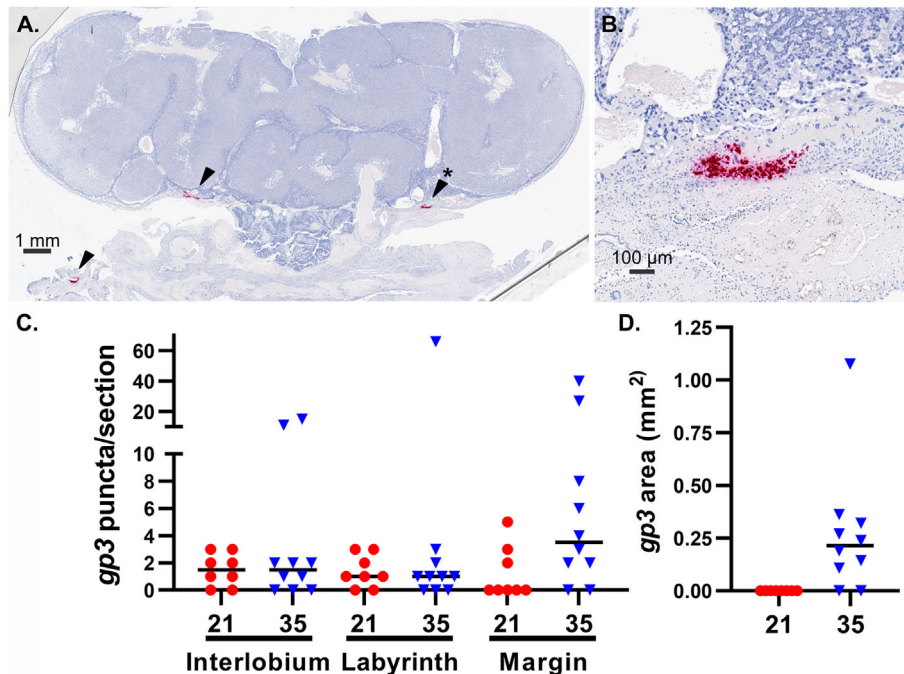 A.
*
1 mm
B.
100 µm
C.
gp3 puncta/section
60
40
20
10
8
6
4
2
0
21 35 21 35 21 35
Interlobium Labyrinth Margin
D.
gp3 area (mm²)
1.25
1.00
0.75
0.50
0.25
0.00
21 35